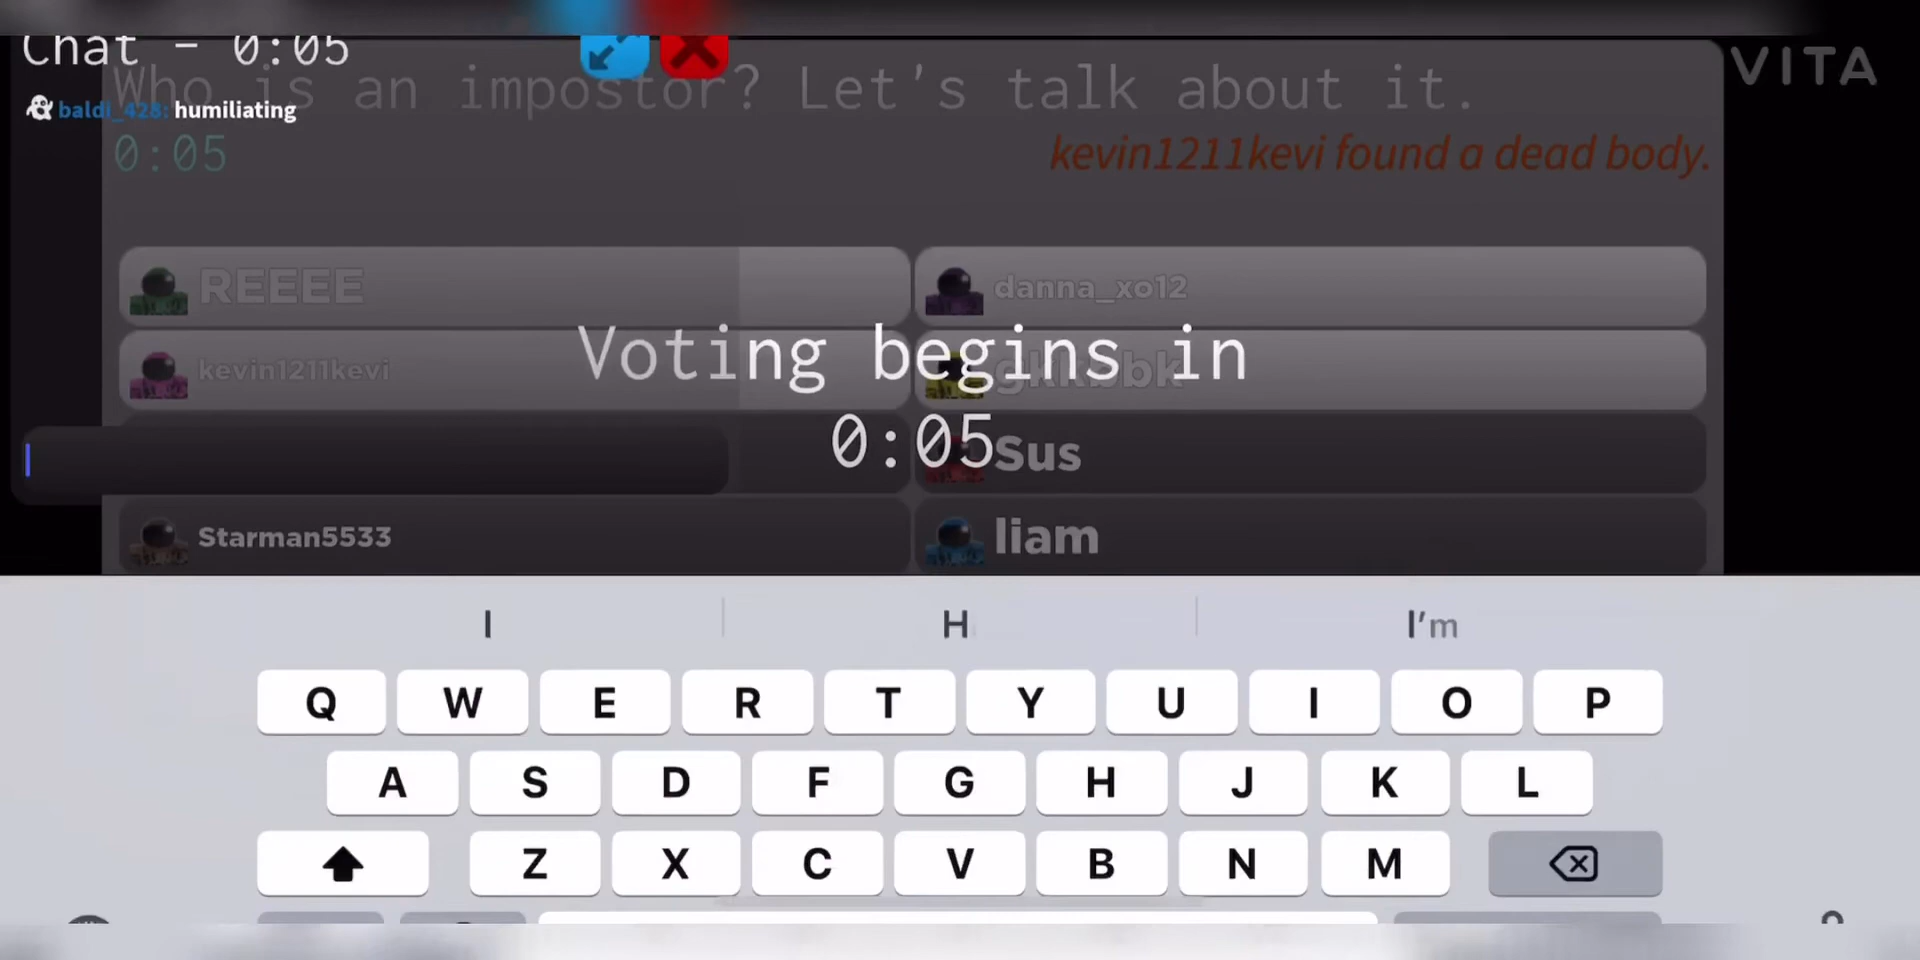 Chat - 0:05
VITA
Who is an impostor? Let's talk about it.
baldi_428: humiliating
0:05
kevin1211kevi found a dead body.
REEEE
danna_xo12
kevin1211kevi
Voting begins in
0:05
Sus
Starman5533
liam
I
H
I'm
Q W E R T Y U I O P
A S D F G H J K L
Z X C V B N M